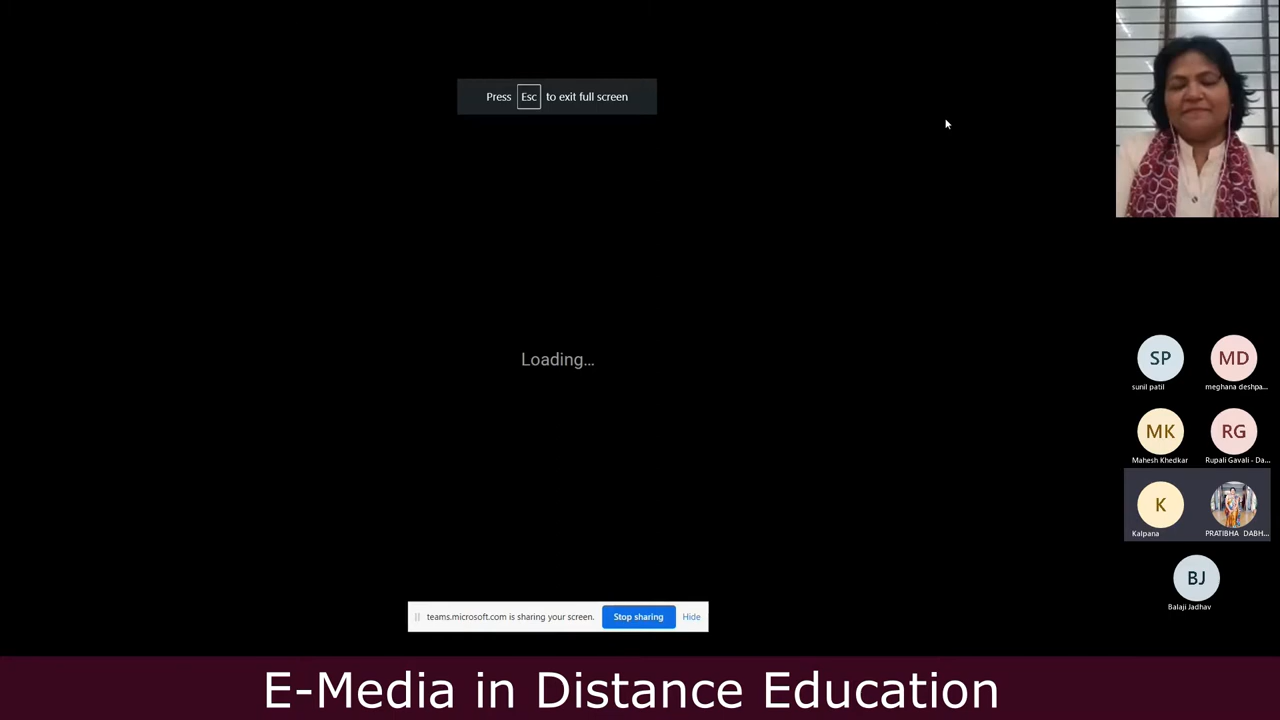 Press Esc to exit full screen
Loading...
SP
MD
sunil patil
meghana deshpa...
MK
RG
Mahesh Khedkar
Rupali Gavali - Da...
K
Kalpana
PRATIBHA DABH...
BJ
Balaji Jadhav
teams.microsoft.com is sharing your screen.
Stop sharing
Hide
E-Media in Distance Education